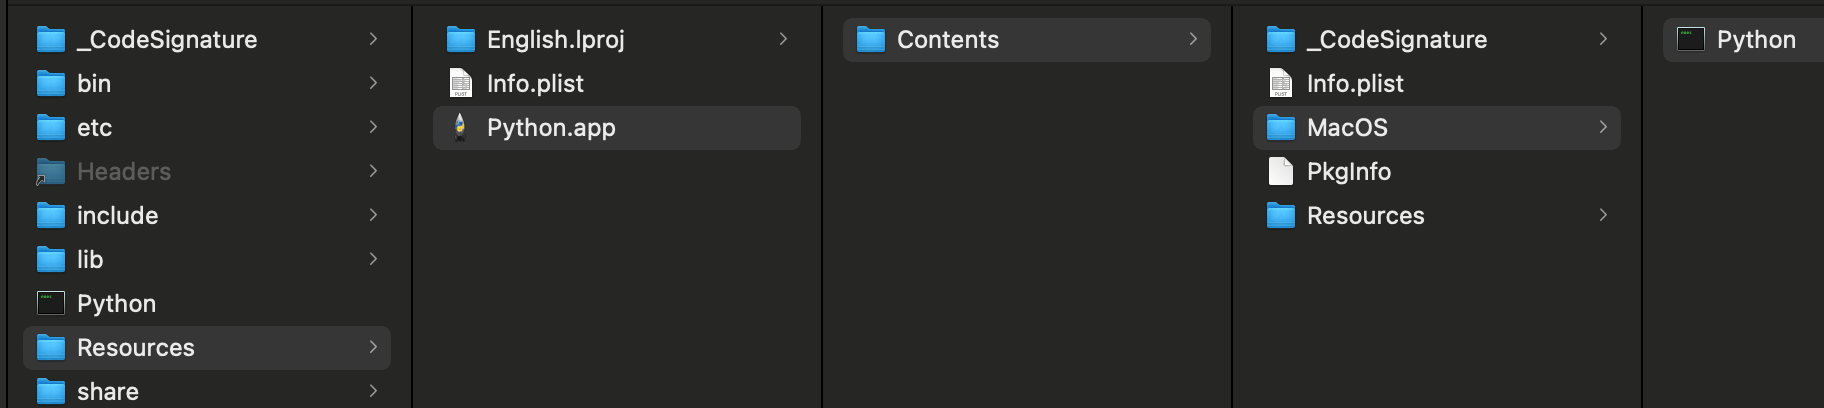 _CodeSignature
bin
etc
Headers
include
lib
Python
Resources
share
English.lproj
Info.plist
Python.app
Contents
_CodeSignature
Info.plist
MacOS
PkgInfo
Resources
Python